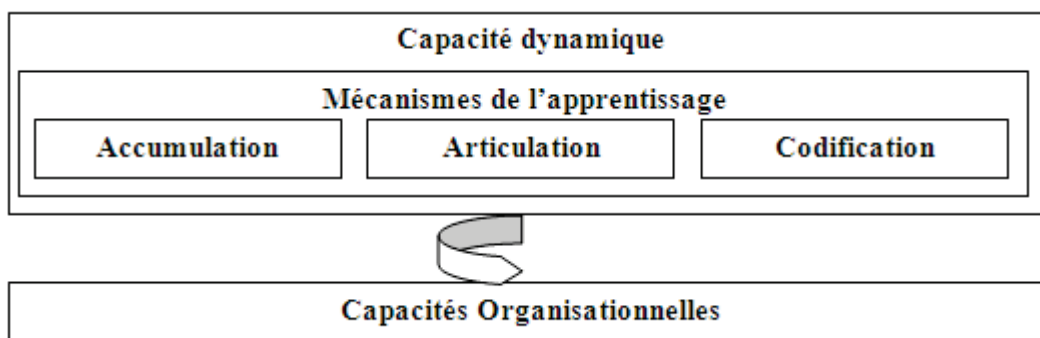 Capacité dynamique
Mécanismes de l'apprentissage
Accumulation Articulation Codification
Capacités Organisationnelles